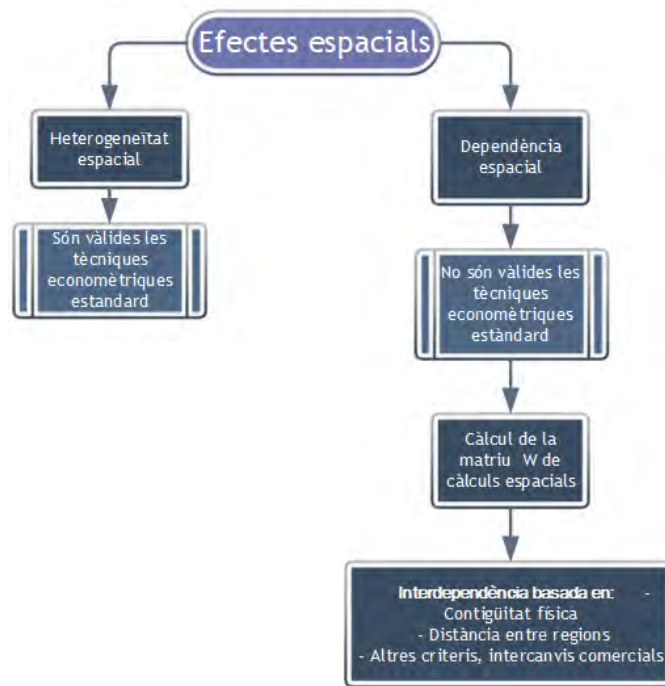 Efectes espacials
Heterogeneïtat
espacial
Són vàlides les
tècniques
economètriques
estandard
Dependència
espacial
No són vàlides les
tècniques
economètriques
estàndard
Càlcul de la
matriu W de
càlculs espacials
Interdependència basada en: -
Contigüitat física
- Distància entre regions
- Altres criteris, intercanvis comercials